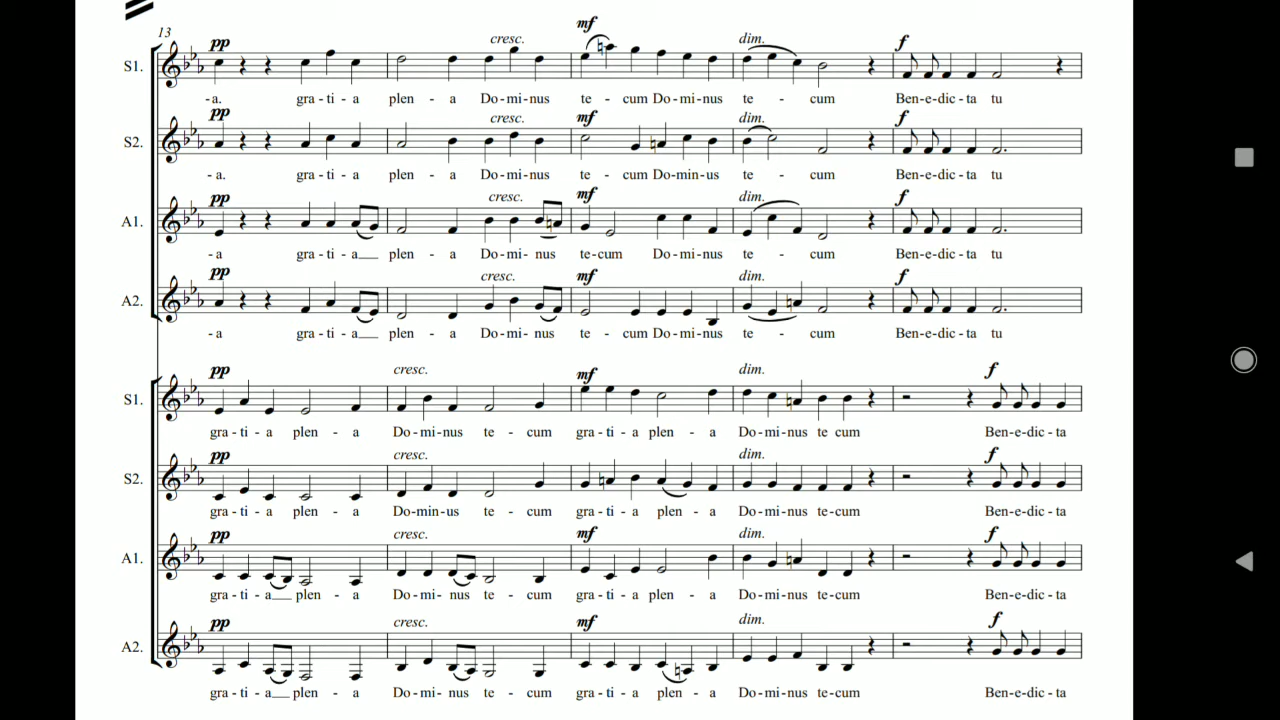 13
pp cresc. mf dim. f
S1.
-a. gra-ti-a plen-a Do-mi-nus te-cum Do-mi-nus te-cum Ben-e-dic-ta tu
pp cresc. mf dim. f
S2.
-a. gra-ti-a plen-a Do-mi-nus te-cum Do-min-us te-cum Ben-e-dic-ta tu
pp cresc. mf dim. f
A1.
-a gra-ti-a plen-a Do-mi-nus te-cum Do-mi-nus te-cum Ben-e-dic-ta tu
pp cresc. mf dim. f
A2.
-a gra-ti-a plen-a Do-mi-nus te-cum Do-mi-nus te-cum Ben-e-dic-ta tu
pp cresc. mf dim. f
S1.
gra-ti-a plen-a Do-mi-nus te-cum gra-ti-a plen-a Do-mi-nus te cum Ben-e-dic-ta
pp cresc. dim. f
S2.
gra-ti-a plen-a Do-min-us te-cum gra-ti-a plen-a Do-mi-nus te-cum Ben-e-dic-ta
pp cresc. mf dim. f
A1.
gra-ti-a plen-a Do-mi-nus te-cum gra-ti-a plen-a Do-mi-nus te-cum Ben-e-dic-ta
pp cresc. mf dim. f
A2.
gra-ti-a plen-a Do-mi-nus te-cum gra-ti-a plen-a Do-mi-nus te-cum Ben-e-dic-ta